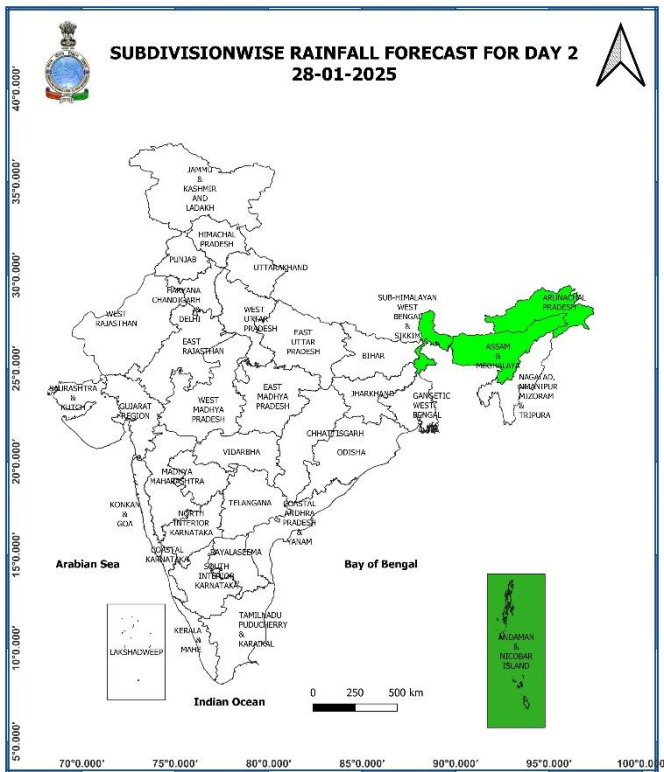 SUBDIVISIONWISE RAINFALL FORECAST FOR DAY 2
28-01-2025
40°0.000'
35°0.000'
30°0.000'
25°0.000'
20°0.000'
15°0.000'
10°0.000'
5°0.000'
JAMMU
&
KASHMIR
AND
LADAKH
HIMACHAL
PRADESH
PUNJAB
UTTARAKHAND
HARYANA
CHANDIGARH
&
DELHI
WEST
RAJASTHAN
WEST
UTTAR
PRADESH
EAST
UTTAR
PRADESH
EAST
RAJASTHAN
SUB-HIMALAYAN
WEST
BENGAL
&
SIKKIM
ARUNACHAL
PRADESH
BIHAR
ASSAM
&
MEGHALAYA
SAURASHTRA
&
KUTCH
GUJARAT
REGION
WEST
MADHYA
PRADESH
EAST
MADHYA
PRADESH
JHARKHAND
GANGETIC
WEST
BENGAL
MIZORAM
&
TRIPURA
CHHATTISGARH
ODISHA
VIDARBHA
MADHYA
MAHARASHTRA
KONKAN
&
GOA
NORTH
INTERIOR
KARNATAKA
TELANGANA
COASTAL
ANDHRA
PRADESH
&
YANAM
COASTAL
KARNATAKA
RAYALASEEMA
SOUTH
INTERIOR
KARNATAKA
Arabian Sea
Bay of Bengal
LAKSHADWEEP
KERALA
&
MAHE
TAMILNADU
PUDUCHERRY
&
KARAIKAL
ANDAMAN
&
NICOBAR
ISLAND
Indian Ocean
0 250 500 km
70°0.000' 75°0.000' 80°0.000' 85°0.000' 90°0.000' 95°0.000' 100°0.000'